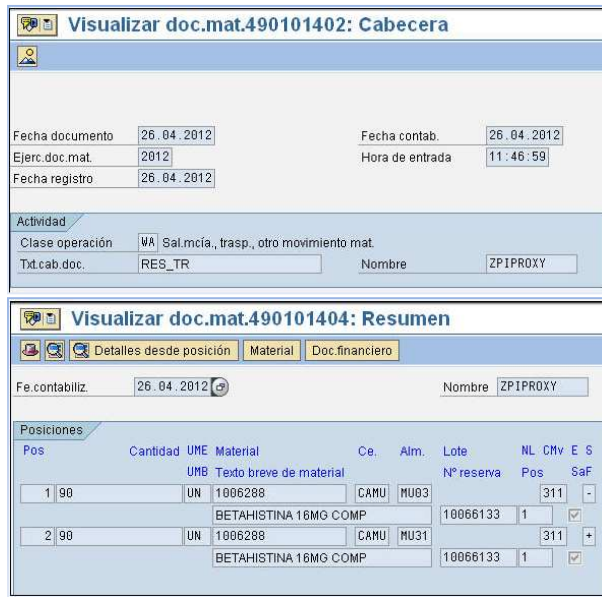 Visualizar doc.mat.490101402: Cabecera
Fecha documento 26.04.2012 Fecha contab. 26.04.2012
Ejerc.doc.mat. 2012 Hora de entrada 11:46:59
Fecha registro 26.04.2012
Actividad
Clase operación WA Sal.mcía., trasp., otro movimiento mat.
Txt.cab.doc. RES_TR Nombre ZPIPROXY
Visualizar doc.mat.490101404: Resumen
Detalles desde posición Material Doc.financiero
Fe.contabiliz. 26.04.2012 Nombre ZPIPROXY
Posiciones
Pos Cantidad UME Material Ce. Alm. Lote NL CMv E S
UMB Texto breve de material Nº reserva Pos SaF
1 90 UN 1006288 CAMU MU03 311 -
BETAHISTINA 16MG COMP 10066133 1
2 90 UN 1006288 CAMU MU31 311 +
BETAHISTINA 16MG COMP 10066133 1